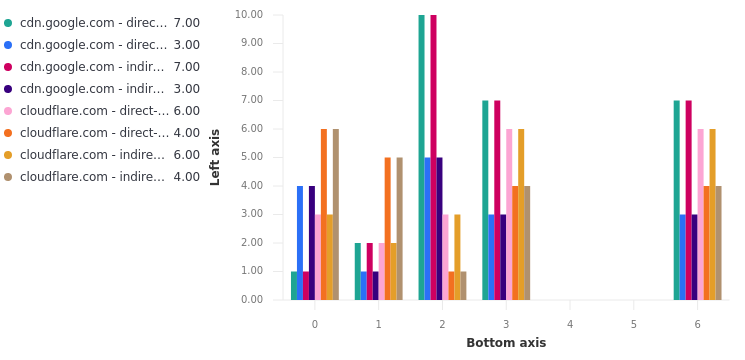 cdn.google.com - direc... 7.00
cdn.google.com - direc... 3.00
cdn.google.com - indir... 7.00
cdn.google.com - indir... 3.00
cloudflare.com - direct-... 6.00
cloudflare.com - direct-... 4.00
cloudflare.com - indire... 6.00
cloudflare.com - indire... 4.00
Left axis
10.00
9.00
8.00
7.00
6.00
5.00
4.00
3.00
2.00
1.00
0.00
0 1 2 3 4 5 6
Bottom axis